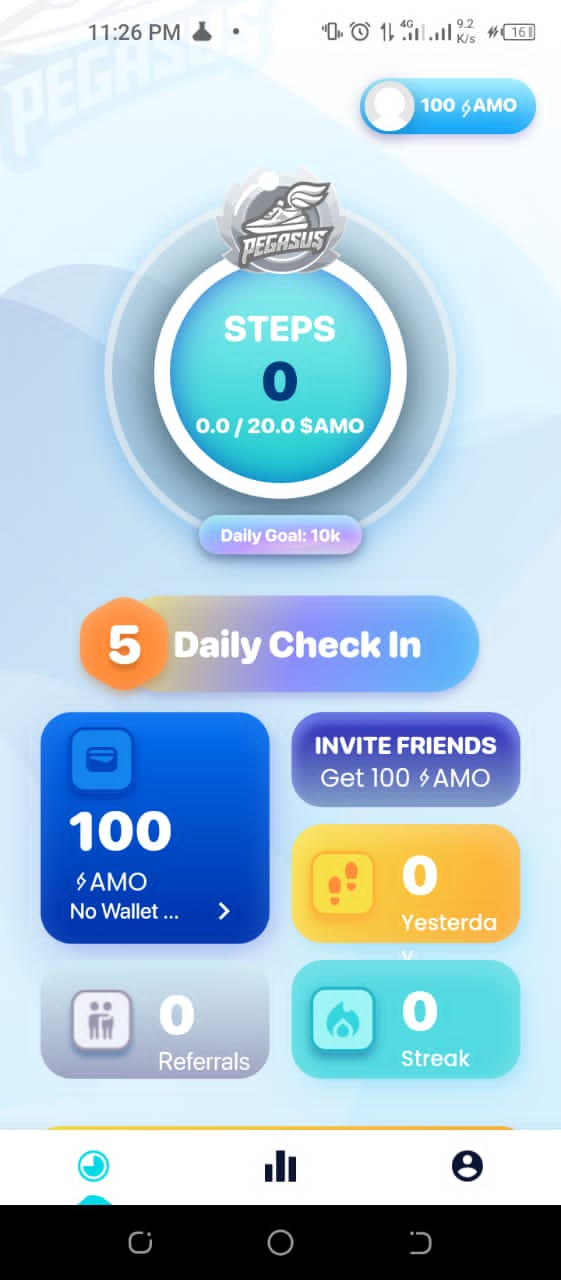 11:26 PM
4G
9.2
K/s
16
PEGASUS
100 ⚡AMO
PEGASUS
STEPS
0
0.0 / 20.0 $AMO
Daily Goal: 10k
5
Daily Check In
100
⚡AMO
No Wallet ...
INVITE FRIENDS
Get 100 ⚡AMO
0
Yesterda
y
0
Referrals
0
Streak